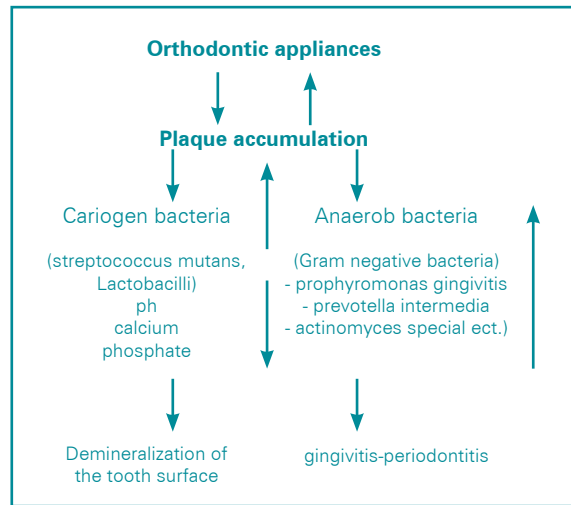 Orthodontic appliances
Plaque accumulation
Cariogen bacteria
(streptococcus mutans,
Lactobacilli)
ph
calcium
phosphate
Demineralization of
the tooth surface
Anaerob bacteria
(Gram negative bacteria)
- prophyromonas gingivitis
- prevotella intermedia
- actinomyces special ect.)
gingivitis-periodontitis